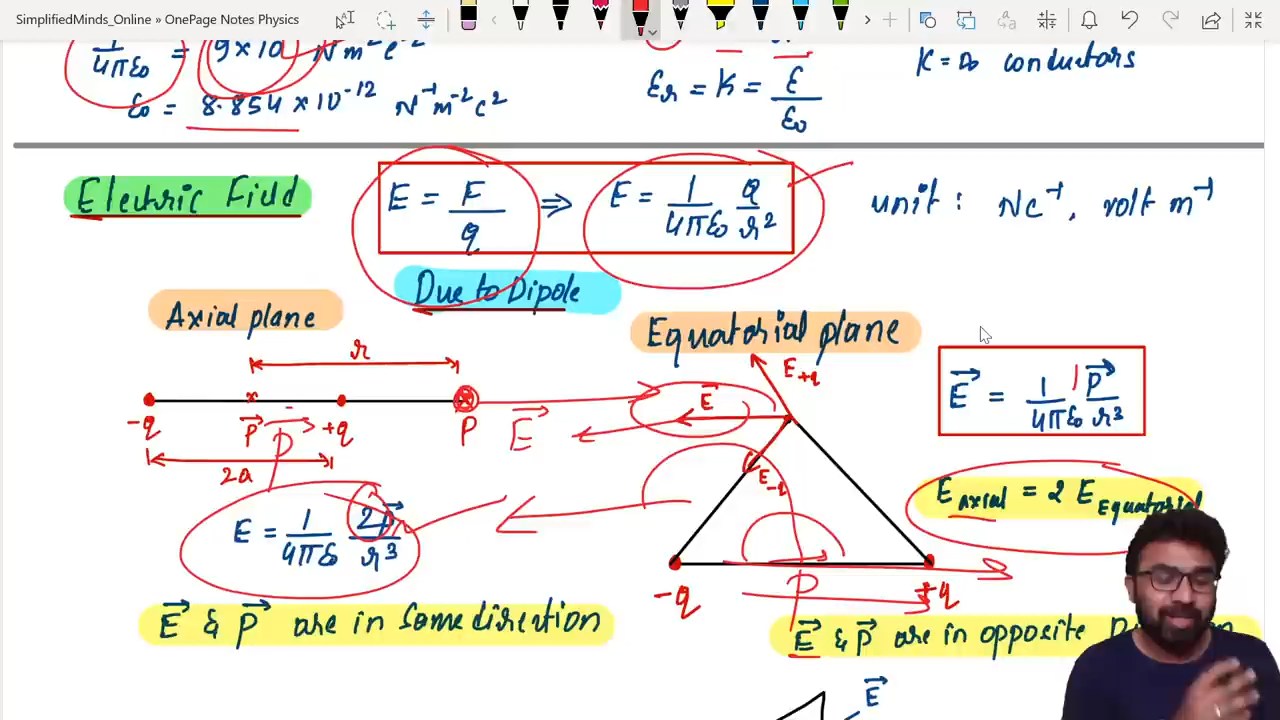 SimplifiedMinds_Online » OnePage Notes Physics
1/4πε0 = 9×10 N m² c⁻²
ε0 = 8.854 × 10⁻¹² N⁻¹m⁻²c²
εr = K = ε/ε0
K = ∞ conductors
Electric Field
E = F/q ⇒ E = 1/4πε0 q/r²
unit : Nc⁻¹, volt m⁻¹
Due to Dipole
Axial plane
r
-q P⃗ +q P
P
E⃗
2a
E = 1/4πε0 2P⃗/r³
E⃗ & P⃗ are in same direction
Equatorial plane
E+q
E⃗
E-q
-q +q
P
E⃗ = 1/4πε0 P⃗/r³
E axial = 2 E Equatorial
E⃗ & P⃗ are in opposite
E⃗